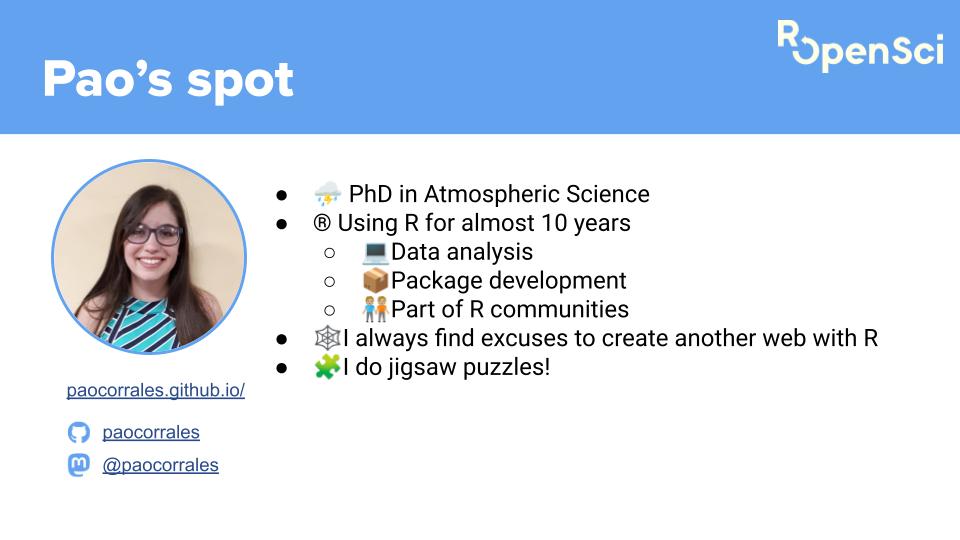 ROpenSci
Pao’s spot
● ⛈️ PhD in Atmospheric Science
● ® Using R for almost 10 years
○ 💻Data analysis
○ 📦Package development
○ 🧑‍🤝‍🧑Part of R communities
● 🕸️I always find excuses to create another web with R
● 🧩I do jigsaw puzzles!
paocorrales.github.io/
paocorrales
@paocorrales